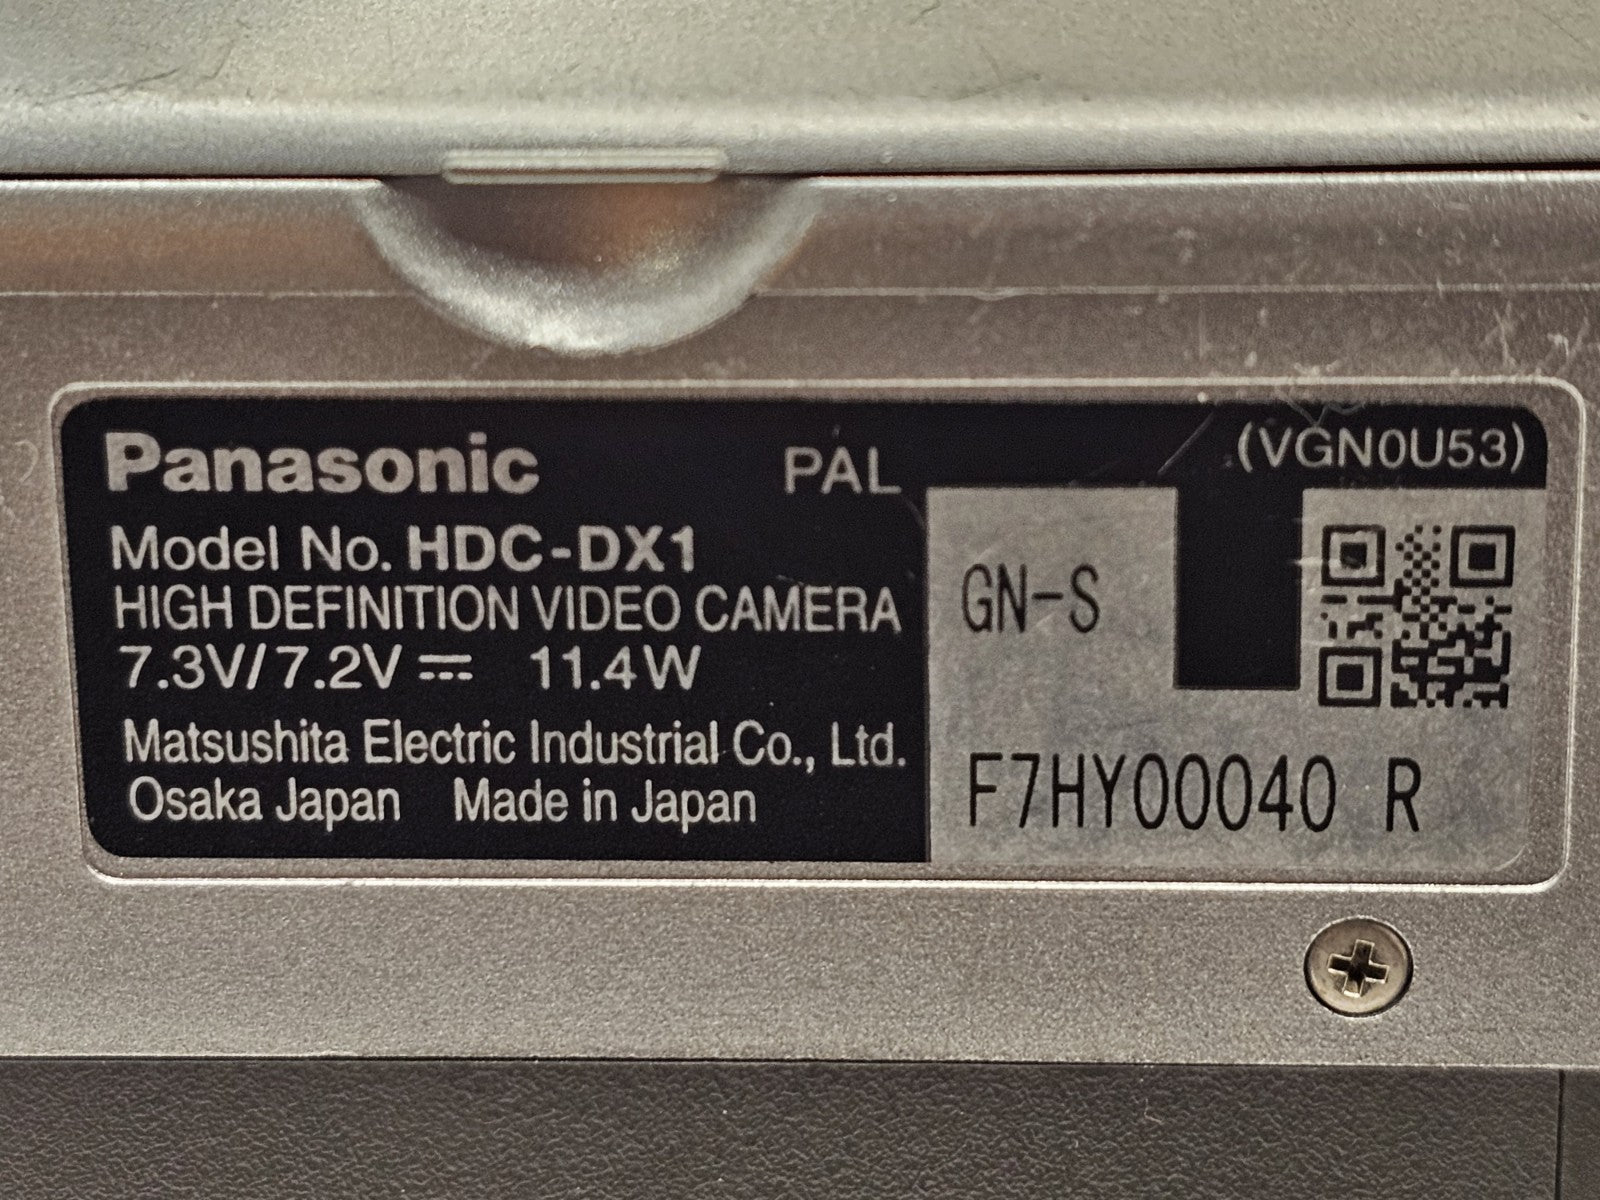 Panasonic PAL (VGN0U53)
Model No. HDC-DX1
HIGH DEFINITION VIDEO CAMERA
7.3V/7.2V ⎓ 11.4W
Matsushita Electric Industrial Co., Ltd.
Osaka Japan Made in Japan
GN-S
F7HY00040 R